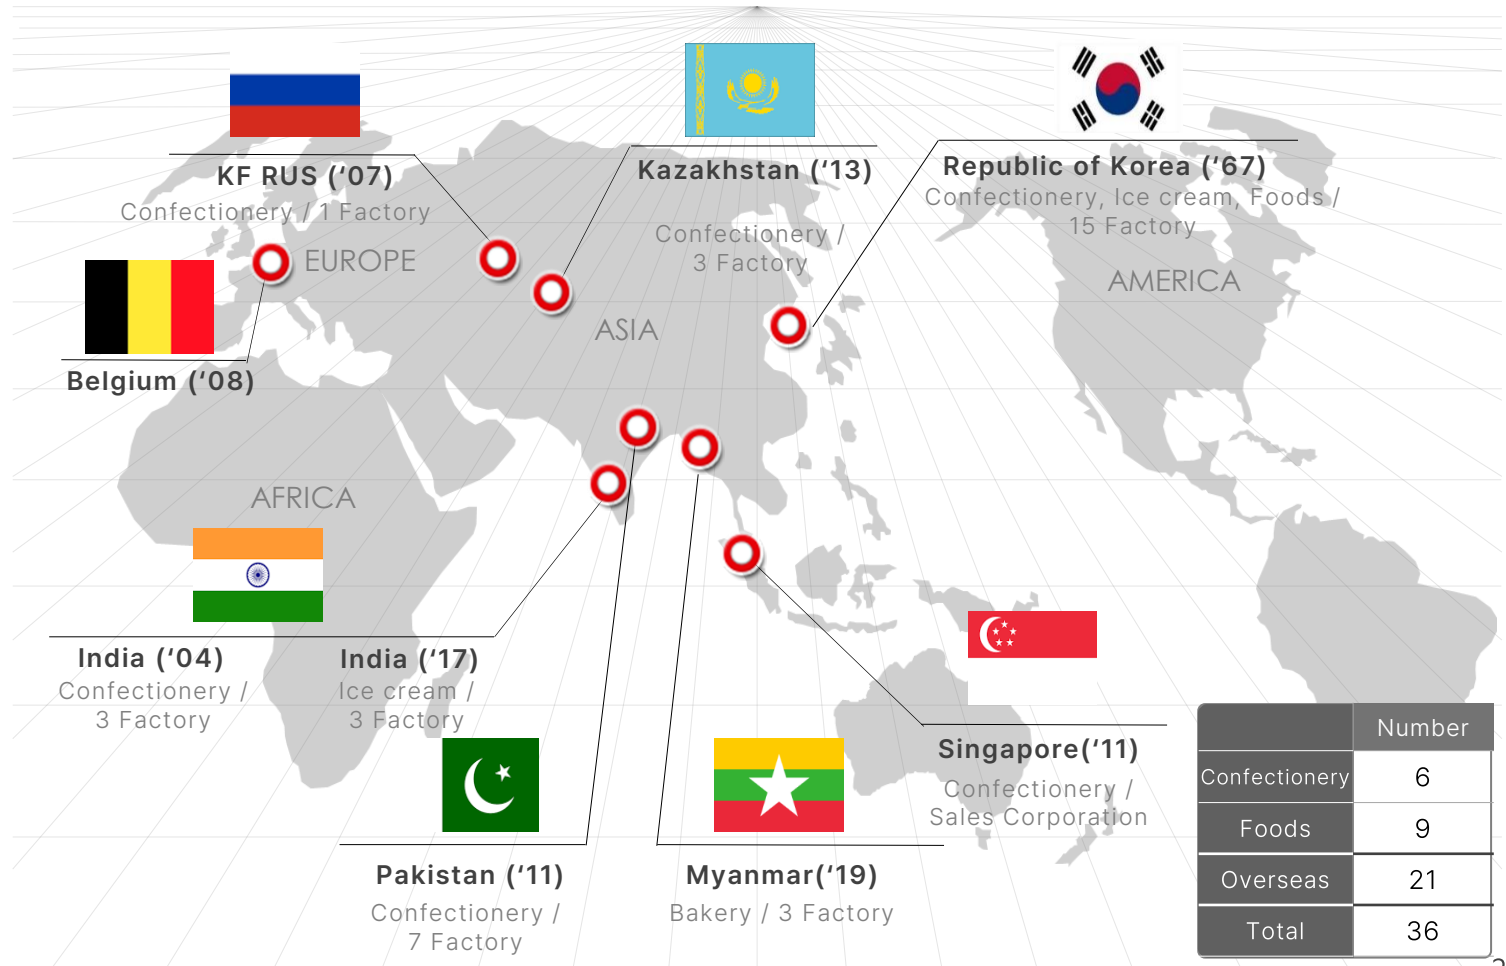 KF RUS (‘07)
Confectionery / 1 Factory
Kazakhstan (‘13)
Confectionery /
3 Factory
Republic of Korea (‘67)
Confectionery, Ice cream, Foods /
15 Factory
EUROPE
ASIA
AMERICA
Belgium (‘08)
AFRICA
India (‘04)
Confectionery /
3 Factory
India (‘17)
Ice cream /
3 Factory
Pakistan (‘11)
Confectionery /
7 Factory
Myanmar(‘19)
Bakery / 3 Factory
Singapore(‘11)
Confectionery /
Sales Corporation
Number
Confectionery 6
Foods 9
Overseas 21
Total 36